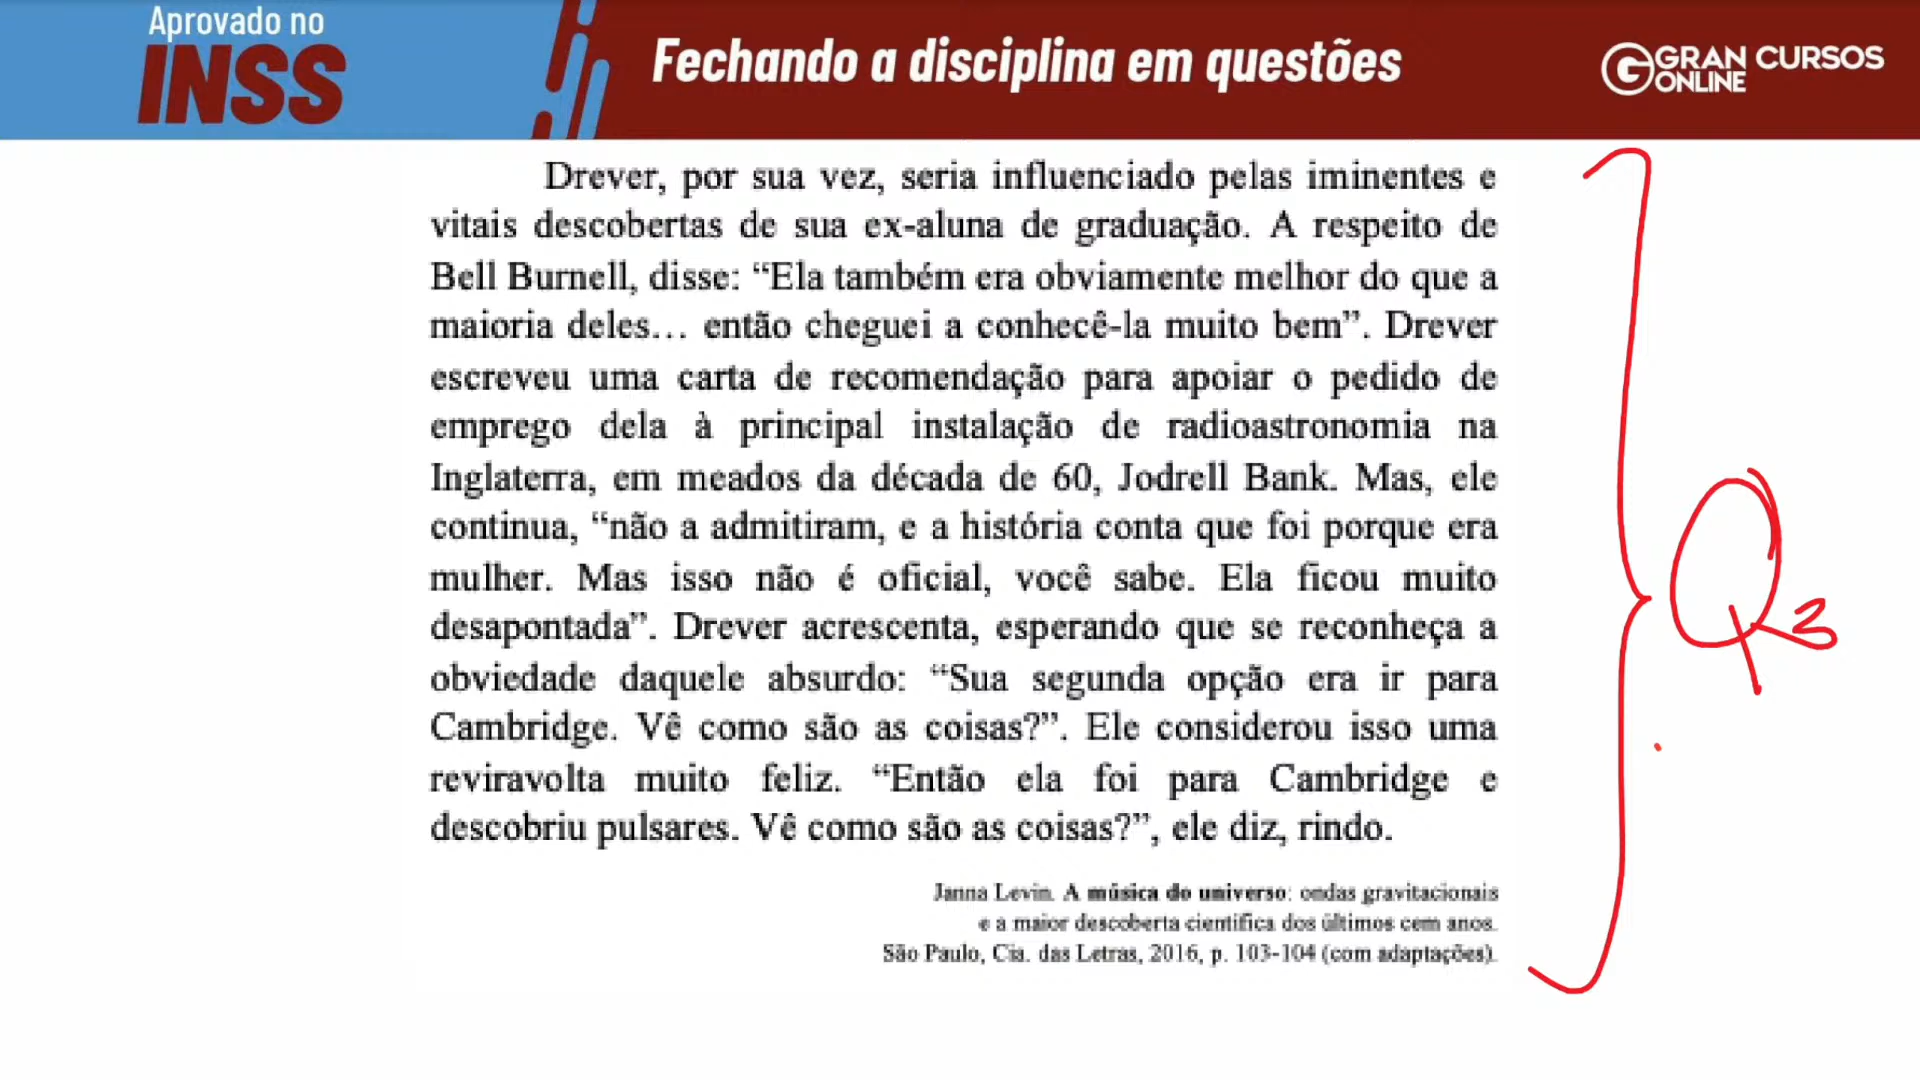 Aprovado no
INSS
Fechando a disciplina em questões
GRAN CURSOS
ONLINE
Drever, por sua vez, seria influenciado pelas iminentes e
vitais descobertas de sua ex-aluna de graduação. A respeito de
Bell Burnell, disse: “Ela também era obviamente melhor do que a
maioria deles… então cheguei a conhecê-la muito bem”. Drever
escreveu uma carta de recomendação para apoiar o pedido de
emprego dela à principal instalação de radioastronomia na
Inglaterra, em meados da década de 60, Jodrell Bank. Mas, ele
continua, “não a admitiram, e a história conta que foi porque era
mulher. Mas isso não é oficial, você sabe. Ela ficou muito
desapontada”. Drever acrescenta, esperando que se reconheça a
obviedade daquele absurdo: “Sua segunda opção era ir para
Cambridge. Vê como são as coisas?”. Ele considerou isso uma
reviravolta muito feliz. “Então ela foi para Cambridge e
descobriu pulsares. Vê como são as coisas?”, ele diz, rindo.
Janna Levin. A música do universo: ondas gravitacionais
e a maior descoberta científica dos últimos cem anos.
São Paulo, Cia. das Letras, 2016, p. 103-104 (com adaptações).